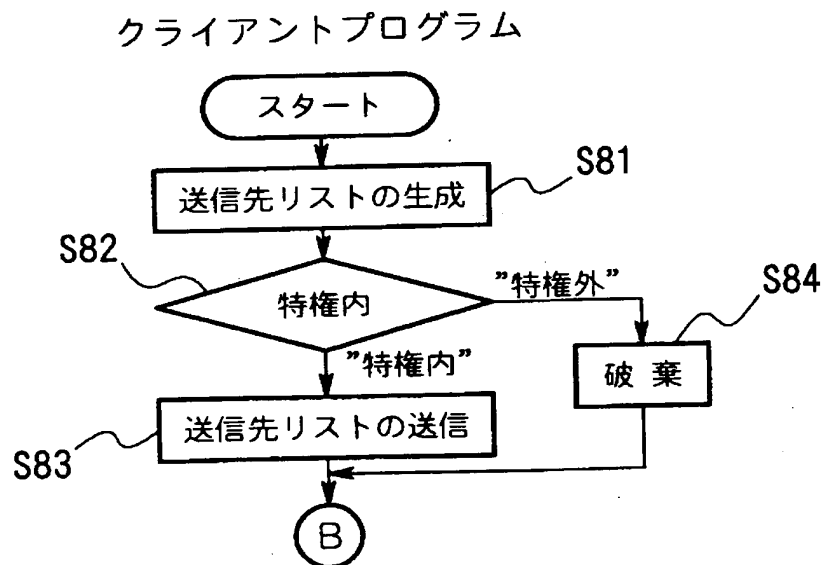 クライアントプログラム
スタート
S81
送信先リストの生成
S82
特権内
”特権外”
S84
”特権内”
破棄
送信先リストの送信
S83
B